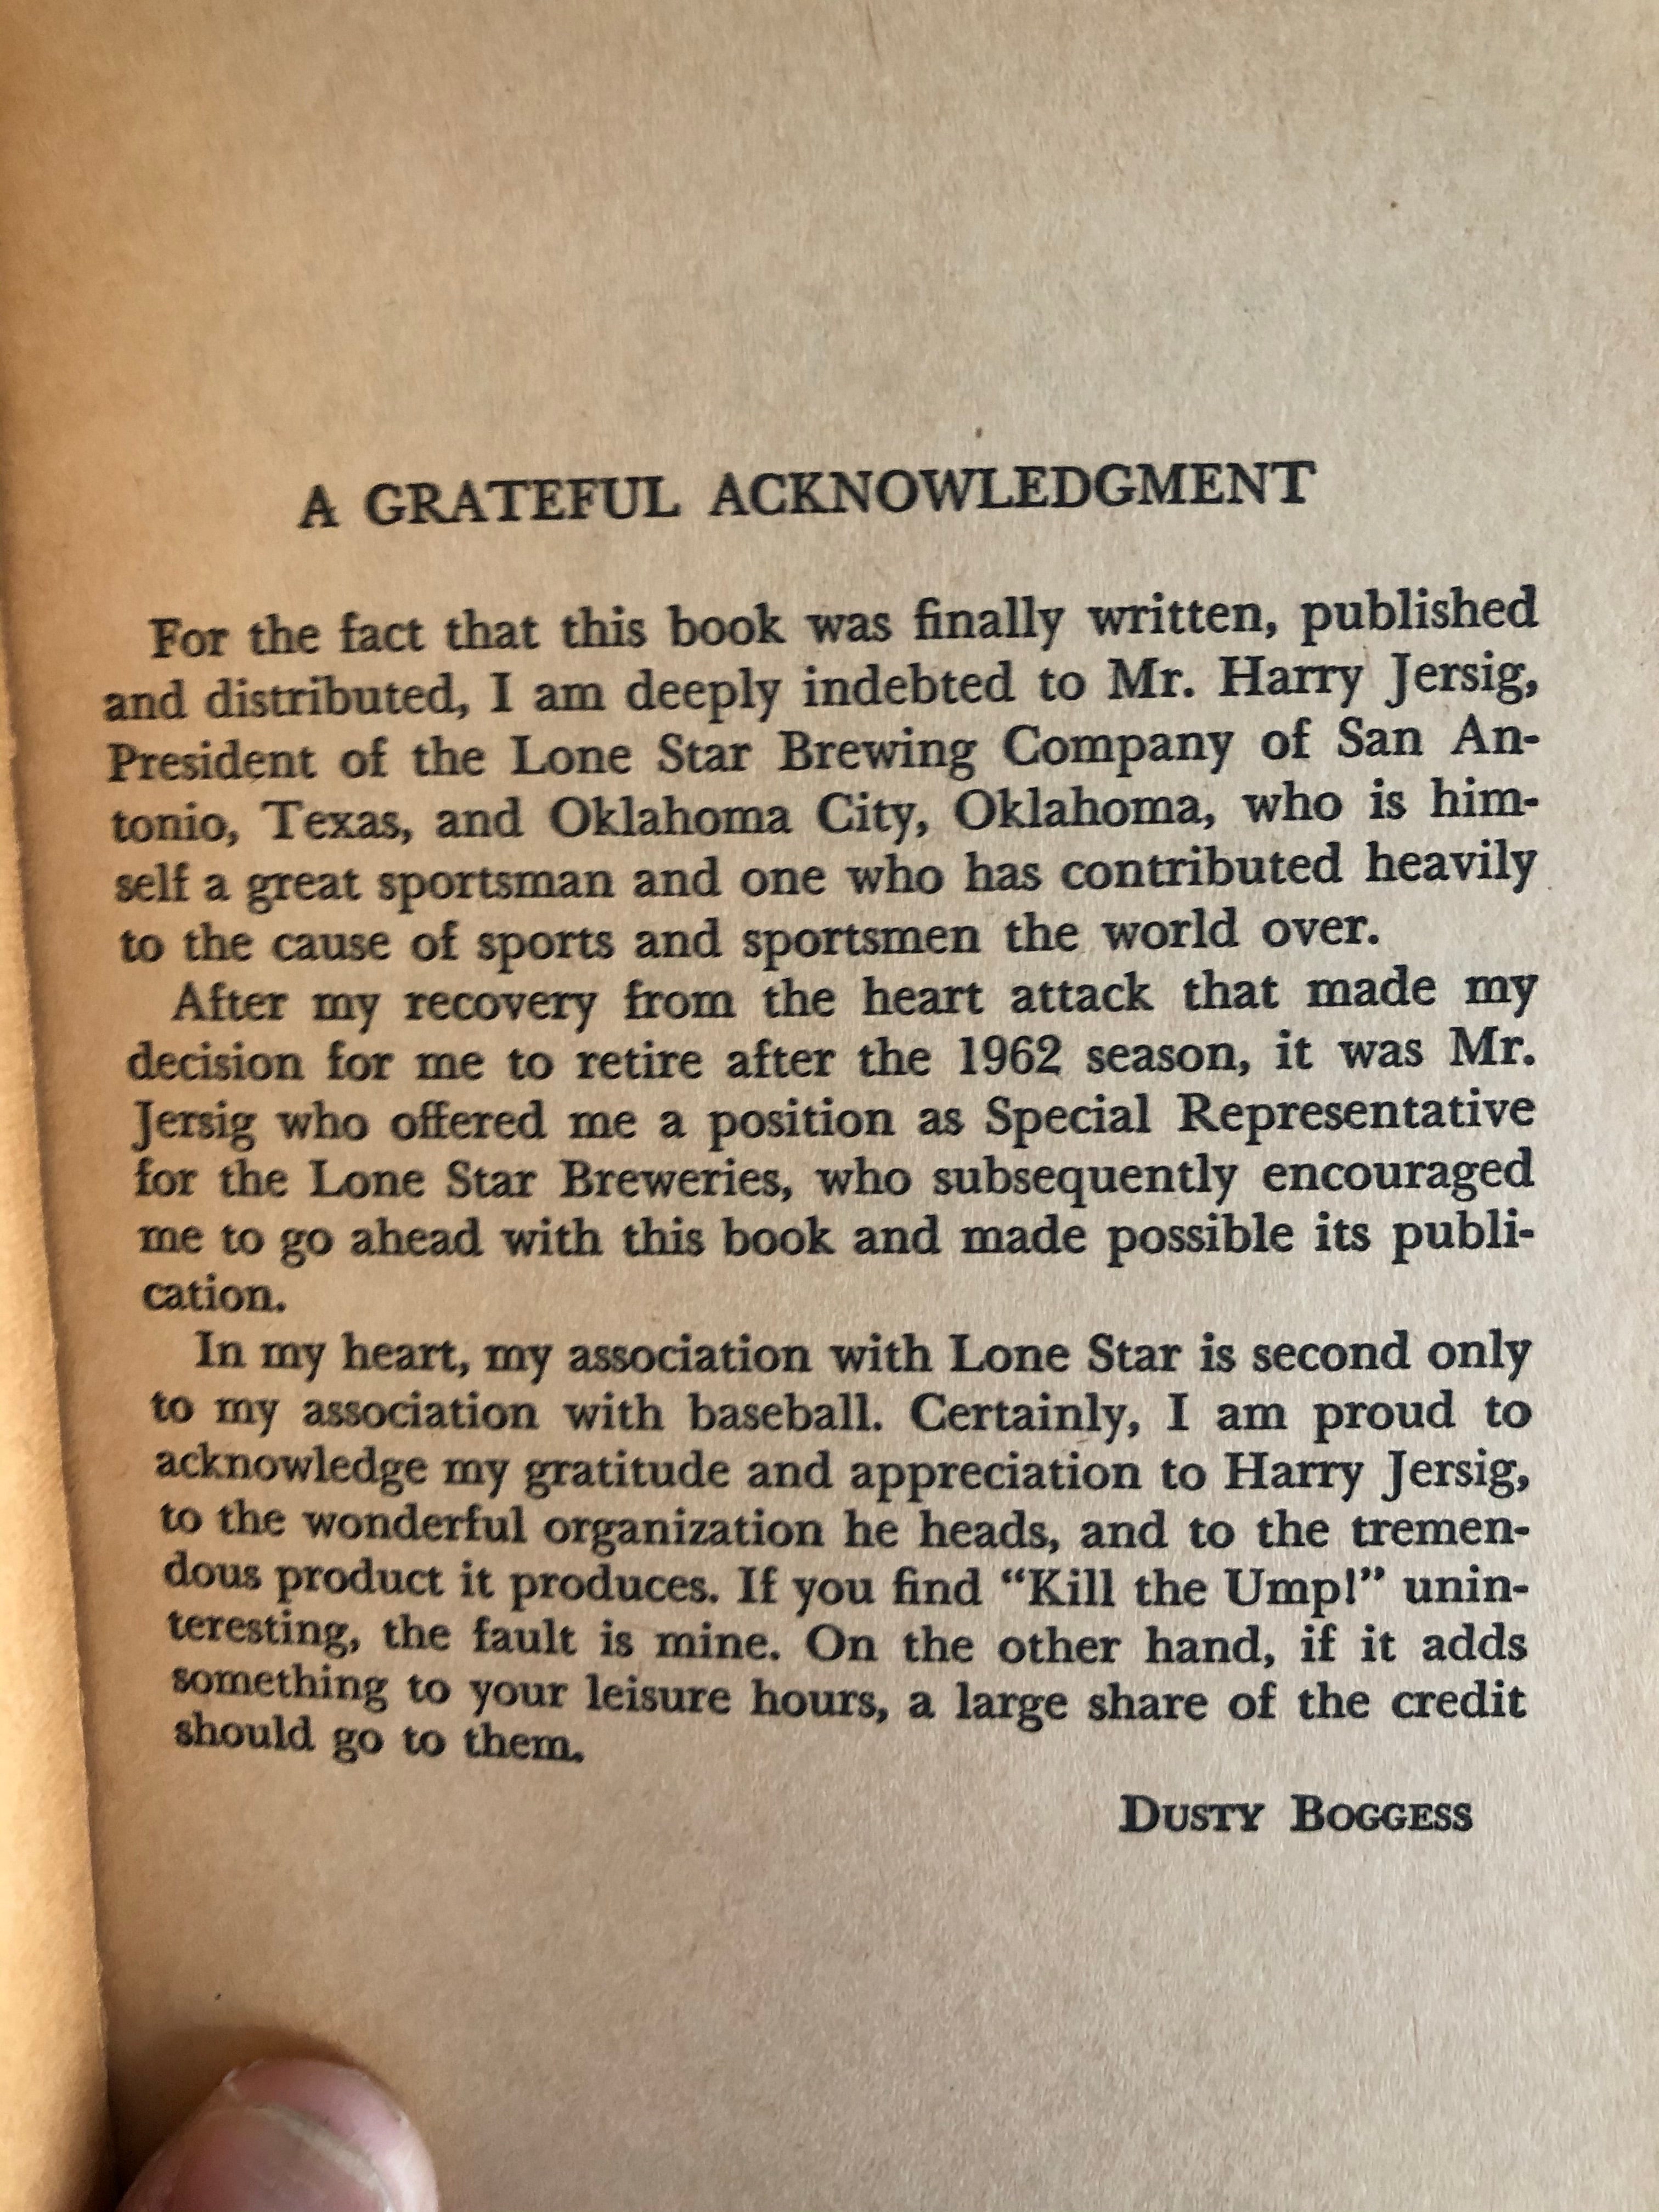 A GRATEFUL ACKNOWLEDGMENT
For the fact that this book was finally written, published
and distributed, I am deeply indebted to Mr. Harry Jersig,
President of the Lone Star Brewing Company of San An-
tonio, Texas, and Oklahoma City, Oklahoma, who is him-
self a great sportsman and one who has contributed heavily
to the cause of sports and sportsmen the world over.
After my recovery from the heart attack that made my
decision for me to retire after the 1962 season, it was Mr.
Jersig who offered me a position as Special Representative
for the Lone Star Breweries, who subsequently encouraged
me to go ahead with this book and made possible its publi-
cation.
In my heart, my association with Lone Star is second only
to my association with baseball. Certainly, I am proud to
acknowledge my gratitude and appreciation to Harry Jersig,
to the wonderful organization he heads, and to the tremen-
dous product it produces. If you find “Kill the Ump!” unin-
teresting, the fault is mine. On the other hand, if it adds
something to your leisure hours, a large share of the credit
should go to them.
DUSTY BOGGESS